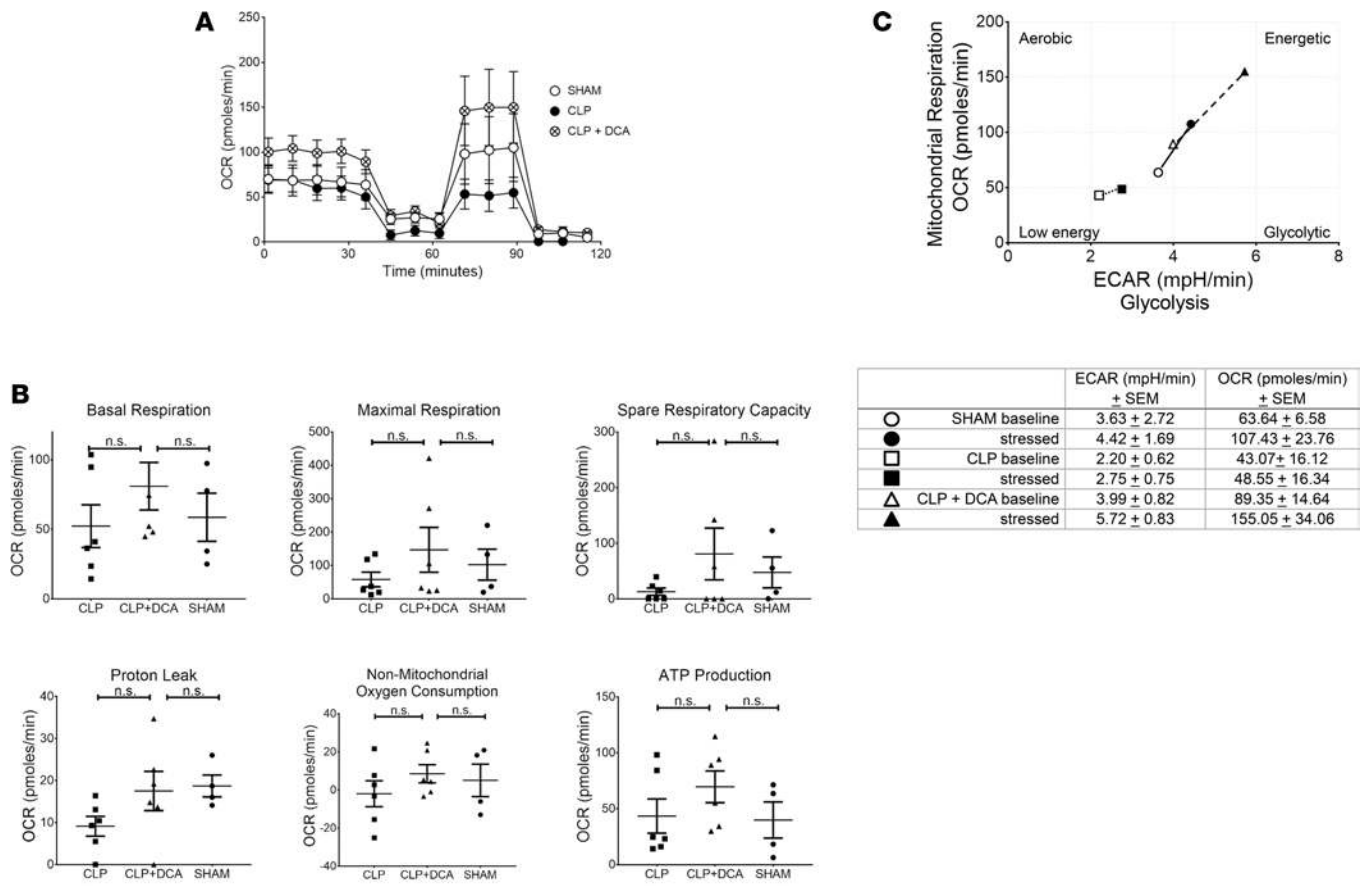 A
OCR (pmoles/min)
250
200
150
100
50
0
0 30 60 90 120
Time (minutes)
SHAM
CLP
CLP + DCA
C
Mitochondrial Respiration
OCR (pmoles/min)
200
150
100
50
0
Aerobic Energetic
Low energy Glycolytic
0 2 4 6 8
ECAR (mpH/min)
Glycolysis
ECAR (mpH/min) OCR (pmoles/min)
± SEM ± SEM
SHAM baseline 3.63 ± 2.72 63.64 ± 6.58
stressed 4.42 ± 1.69 107.43 ± 23.76
CLP baseline 2.20 ± 0.62 43.07± 16.12
stressed 2.75 ± 0.75 48.55 ± 16.34
CLP + DCA baseline 3.99 ± 0.82 89.35 ± 14.64
stressed 5.72 ± 0.83 155.05 ± 34.06
B
Basal Respiration
OCR (pmoles/min)
100
50
0
n.s. n.s.
CLP CLP+DCA SHAM
Maximal Respiration
OCR (pmoles/min)
500
400
300
200
100
0
n.s. n.s.
CLP CLP+DCA SHAM
Spare Respiratory Capacity
OCR (pmoles/min)
300
200
100
0
n.s. n.s.
CLP CLP+DCA SHAM
Proton Leak
OCR (pmoles/min)
40
30
20
10
0
n.s. n.s.
CLP CLP+DCA SHAM
Non-Mitochondrial
Oxygen Consumption
OCR (pmoles/min)
40
20
0
-20
-40
n.s. n.s.
CLP CLP+DCA SHAM
ATP Production
OCR (pmoles/min)
150
100
50
0
n.s. n.s.
CLP CLP+DCA SHAM